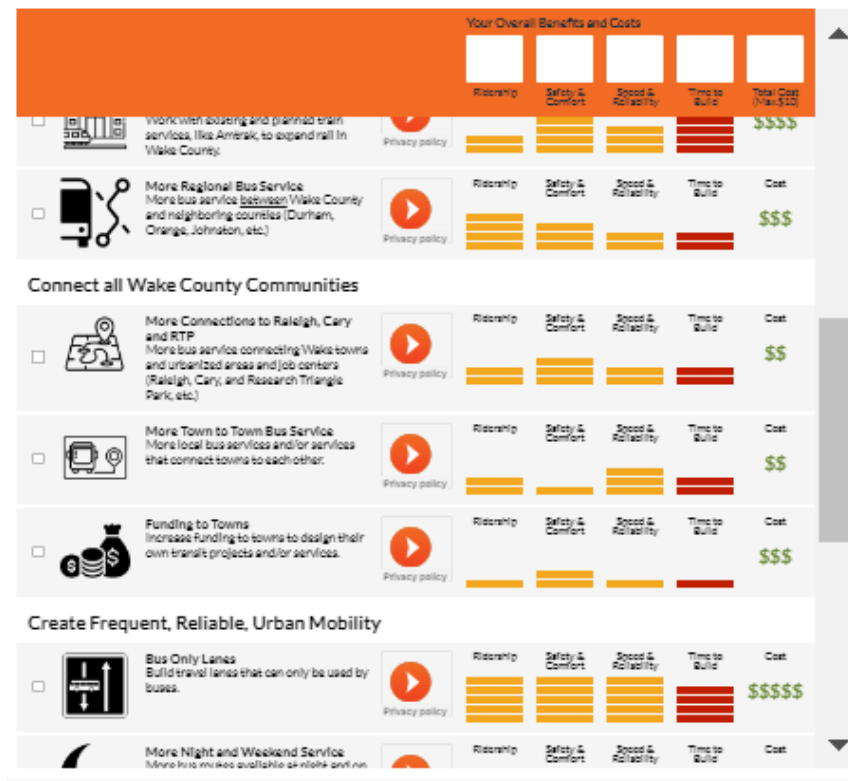 Your Overall Benefits and Costs
Ridership
Safety & Comfort
Speed & Reliability
Time to Build
Total Cost (Max $10)
Work with existing and planned train
services, like Amtrak, to expand rail in
Wake County.
Privacy policy
$$$$
More Regional Bus Service
More bus service between Wake County
and neighboring counties (Durham,
Orange, Johnston, etc.)
Privacy policy
Ridership
Safety & Comfort
Speed & Reliability
Time to Build
Cost
$$$
Connect all Wake County Communities
More Connections to Raleigh, Cary
and RTP
More bus service connecting Wake towns
and urbanized areas and job centers
(Raleigh, Cary, and Research Triangle
Park, etc.)
Privacy policy
Ridership
Safety & Comfort
Speed & Reliability
Time to Build
Cost
$$
More Town to Town Bus Service
More local bus services and/or services
that connect towns to each other.
Privacy policy
Ridership
Safety & Comfort
Speed & Reliability
Time to Build
Cost
$$
Funding to Towns
Increase funding to towns to design their
own transit projects and/or services.
Privacy policy
Ridership
Safety & Comfort
Speed & Reliability
Time to Build
Cost
$$$
Create Frequent, Reliable, Urban Mobility
Bus Only Lanes
Build travel lanes that can only be used by
buses.
Privacy policy
Ridership
Safety & Comfort
Speed & Reliability
Time to Build
Cost
$$$$$
More Night and Weekend Service
More bus routes available at night and on
Ridership
Safety & Comfort
Speed & Reliability
Time to Build
Cost